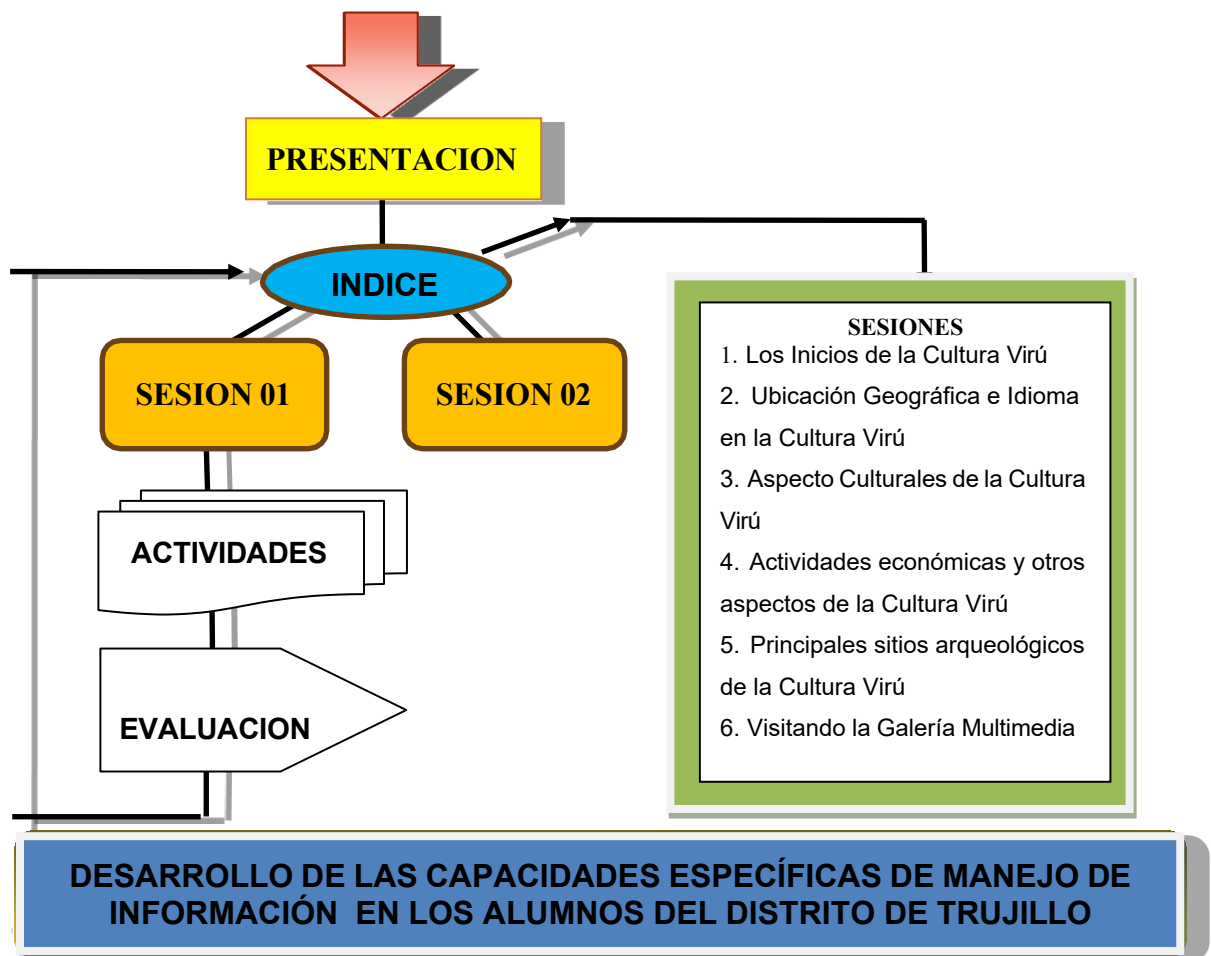 PRESENTACION
INDICE
SESION 01
SESION 02
ACTIVIDADES
EVALUACION
SESIONES
1. Los Inicios de la Cultura Virú
2. Ubicación Geográfica e Idioma
en la Cultura Virú
3. Aspecto Culturales de la Cultura
Virú
4. Actividades económicas y otros
aspectos de la Cultura Virú
5. Principales sitios arqueológicos
de la Cultura Virú
6. Visitando la Galería Multimedia
DESARROLLO DE LAS CAPACIDADES ESPECÍFICAS DE MANEJO DE
INFORMACIÓN EN LOS ALUMNOS DEL DISTRITO DE TRUJILLO